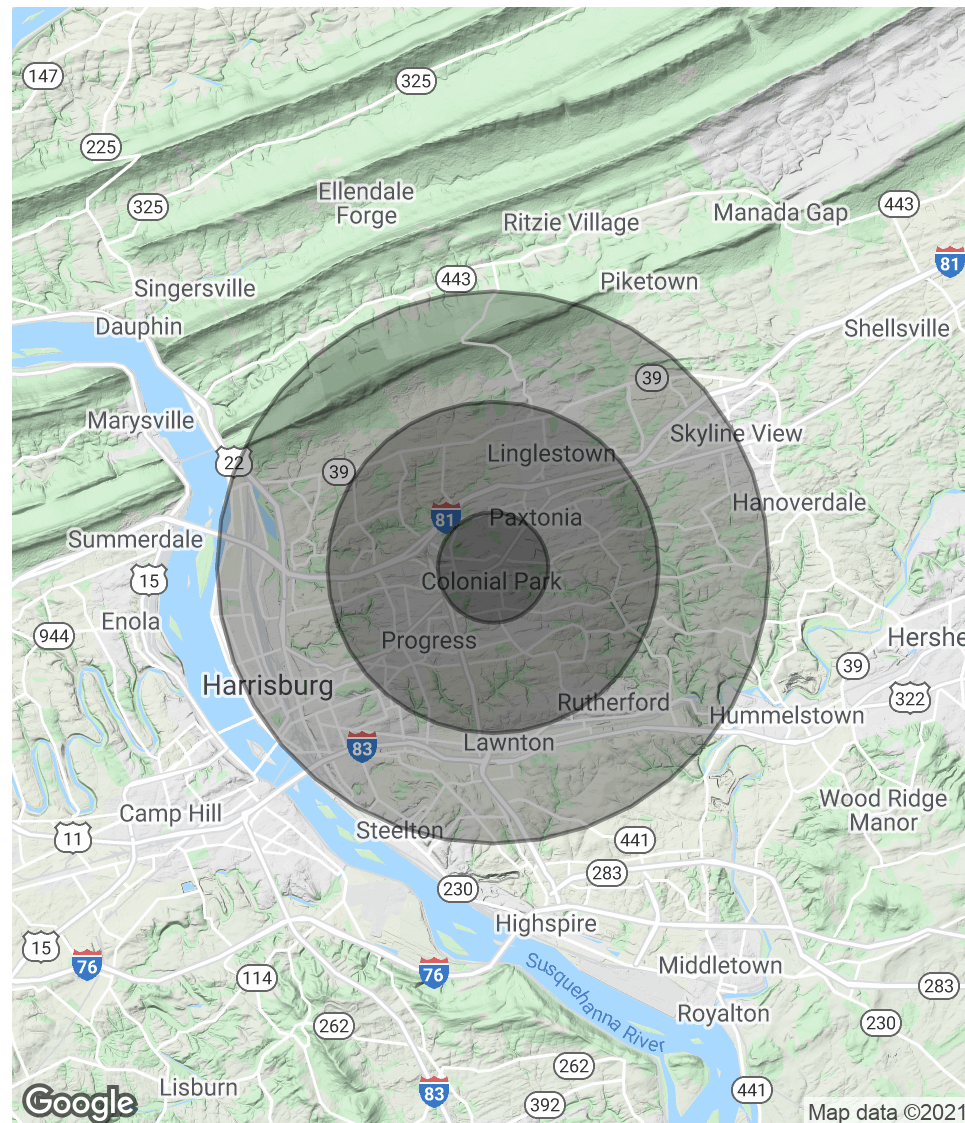 147
325
225
Ellendale
Forge
325
Ritzie Village
Manada Gap
443
443
81
Singersville
Piketown
Dauphin
Shellsville
39
Marysville
Skyline View
22
39
Linglestown
Hanoverdale
81
Paxtonia
Summerdale
15
Colonial Park
Enola
944
Progress
Hershe
39
Harrisburg
322
Rutherford
Hummelstown
83
Lawnton
Camp Hill
Wood Ridge
Manor
11
Steelton
441
283
230
Highspire
15
76
76
Susquehanna River
Middletown
114
283
Royalton
262
230
262
Lisburn
83
441
392
Google
Map data ©2021